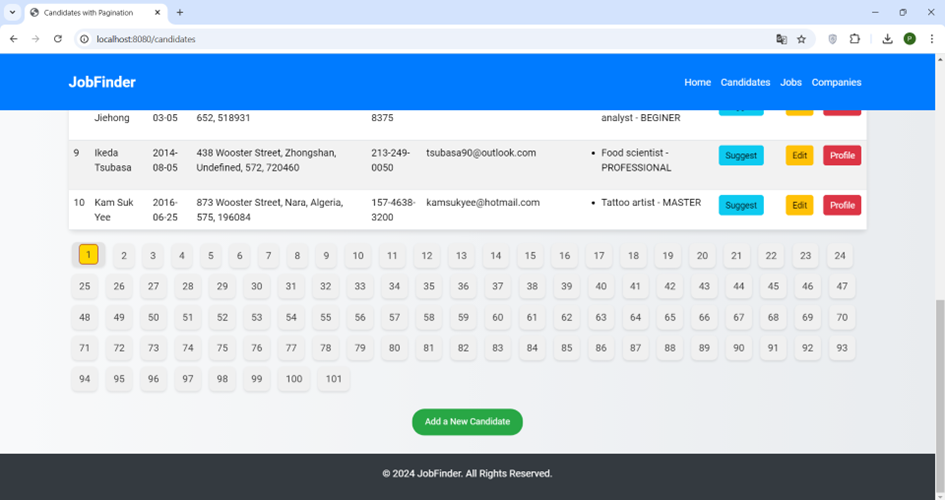 Candidates with Pagination
localhost:8080/candidates
P
JobFinder
Home Candidates Jobs Companies
Jiehong 03-05 652, 518931 8375 analyst - BEGINER
9 Ikeda 2014- 438 Wooster Street, Zhongshan, 213-249- tsubasa90@outlook.com • Food scientist - Suggest Edit Profile
Tsubasa 08-05 Undefined, 572, 720460 0050 PROFESSIONAL
10 Kam Suk 2016- 873 Wooster Street, Nara, Algeria, 157-4638- kamsukyee@hotmail.com • Tattoo artist - MASTER Suggest Edit Profile
Yee 06-25 575, 196084 3200
1 2 3 4 5 6 7 8 9 10 11 12 13 14 15 16 17 18 19 20 21 22 23 24
25 26 27 28 29 30 31 32 33 34 35 36 37 38 39 40 41 42 43 44 45 46 47
48 49 50 51 52 53 54 55 56 57 58 59 60 61 62 63 64 65 66 67 68 69 70
71 72 73 74 75 76 77 78 79 80 81 82 83 84 85 86 87 88 89 90 91 92 93
94 95 96 97 98 99 100 101
Add a New Candidate
© 2024 JobFinder. All Rights Reserved.